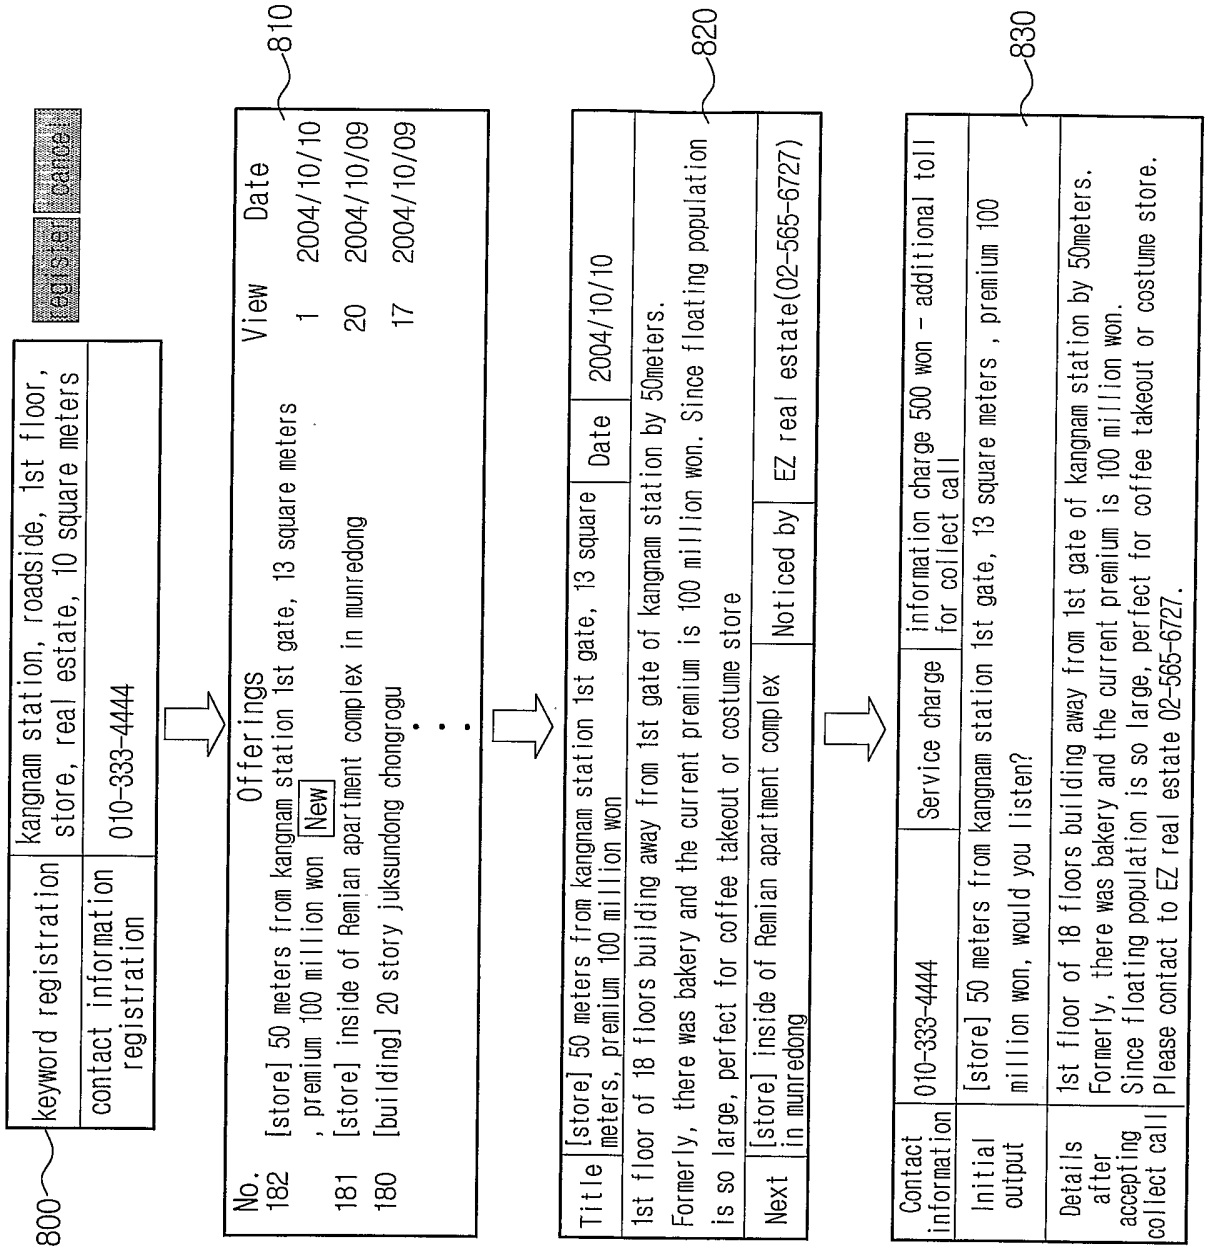 800
keyword registration
kangnam station, roadside, 1st floor,
store, real estate, 10 square meters
register
cancel
contact information
registration
010-333-4444
810
No.
Offerings
View
Date
182
[store] 50 meters from kangnam station 1st gate, 13 square meters
, premium 100 million won New
1
2004/10/10
181
[store] inside of Remian apartment complex in munredong
20
2004/10/09
180
[building] 20 story juksundong chongrogu
17
2004/10/09
820
Title
[store] 50 meters from kangnam station 1st gate, 13 square
meters, premium 100 million won
Date
2004/10/10
1st floor of 18 floors building away from 1st gate of kangnam station by 50meters.
Formerly, there was bakery and the current premium is 100 million won. Since floating population
is so large, perfect for coffee takeout or costume store
Next
[store] inside of Remian apartment complex
in munredong
Noticed by
EZ real estate(02-565-6727)
830
Contact
information
010-333-4444
Service charge
information charge 500 won - additional toll
for collect call
Initial
output
[store] 50 meters from kangnam station 1st gate, 13 square meters , premium 100
million won, would you listen?
Details
after
accepting
collect call
1st floor of 18 floors building away from 1st gate of kangnam station by 50meters.
Formerly, there was bakery and the current premium is 100 million won.
Since floating population is so large, perfect for coffee takeout or costume store.
Please contact to EZ real estate 02-565-6727.